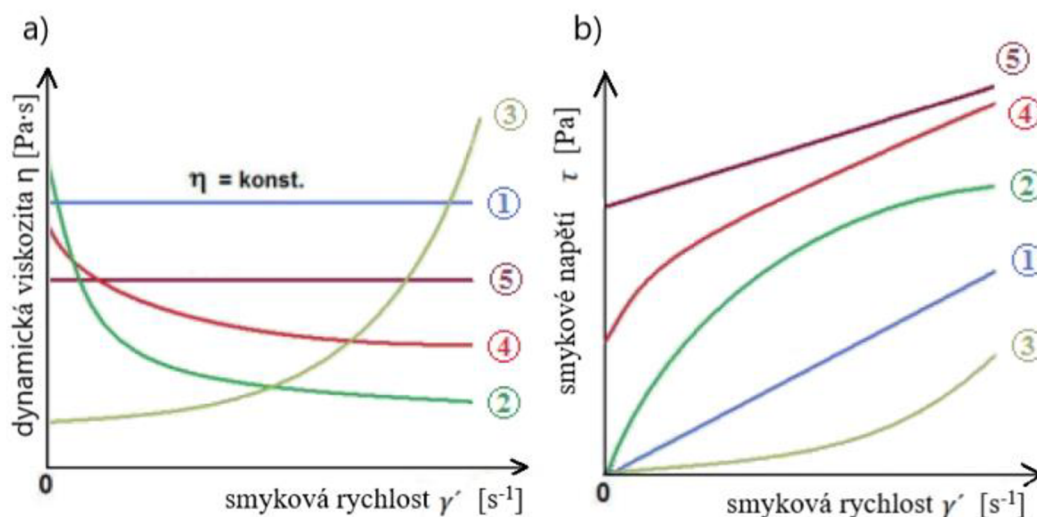 a)
dynamická viskozita η [Pa·s]
η = konst.
③
①
⑤
④
②
0
smyková rychlost γ´ [s-1]
b)
smykové napětí τ [Pa]
⑤
④
②
①
③
0
smyková rychlost γ´ [s-1]